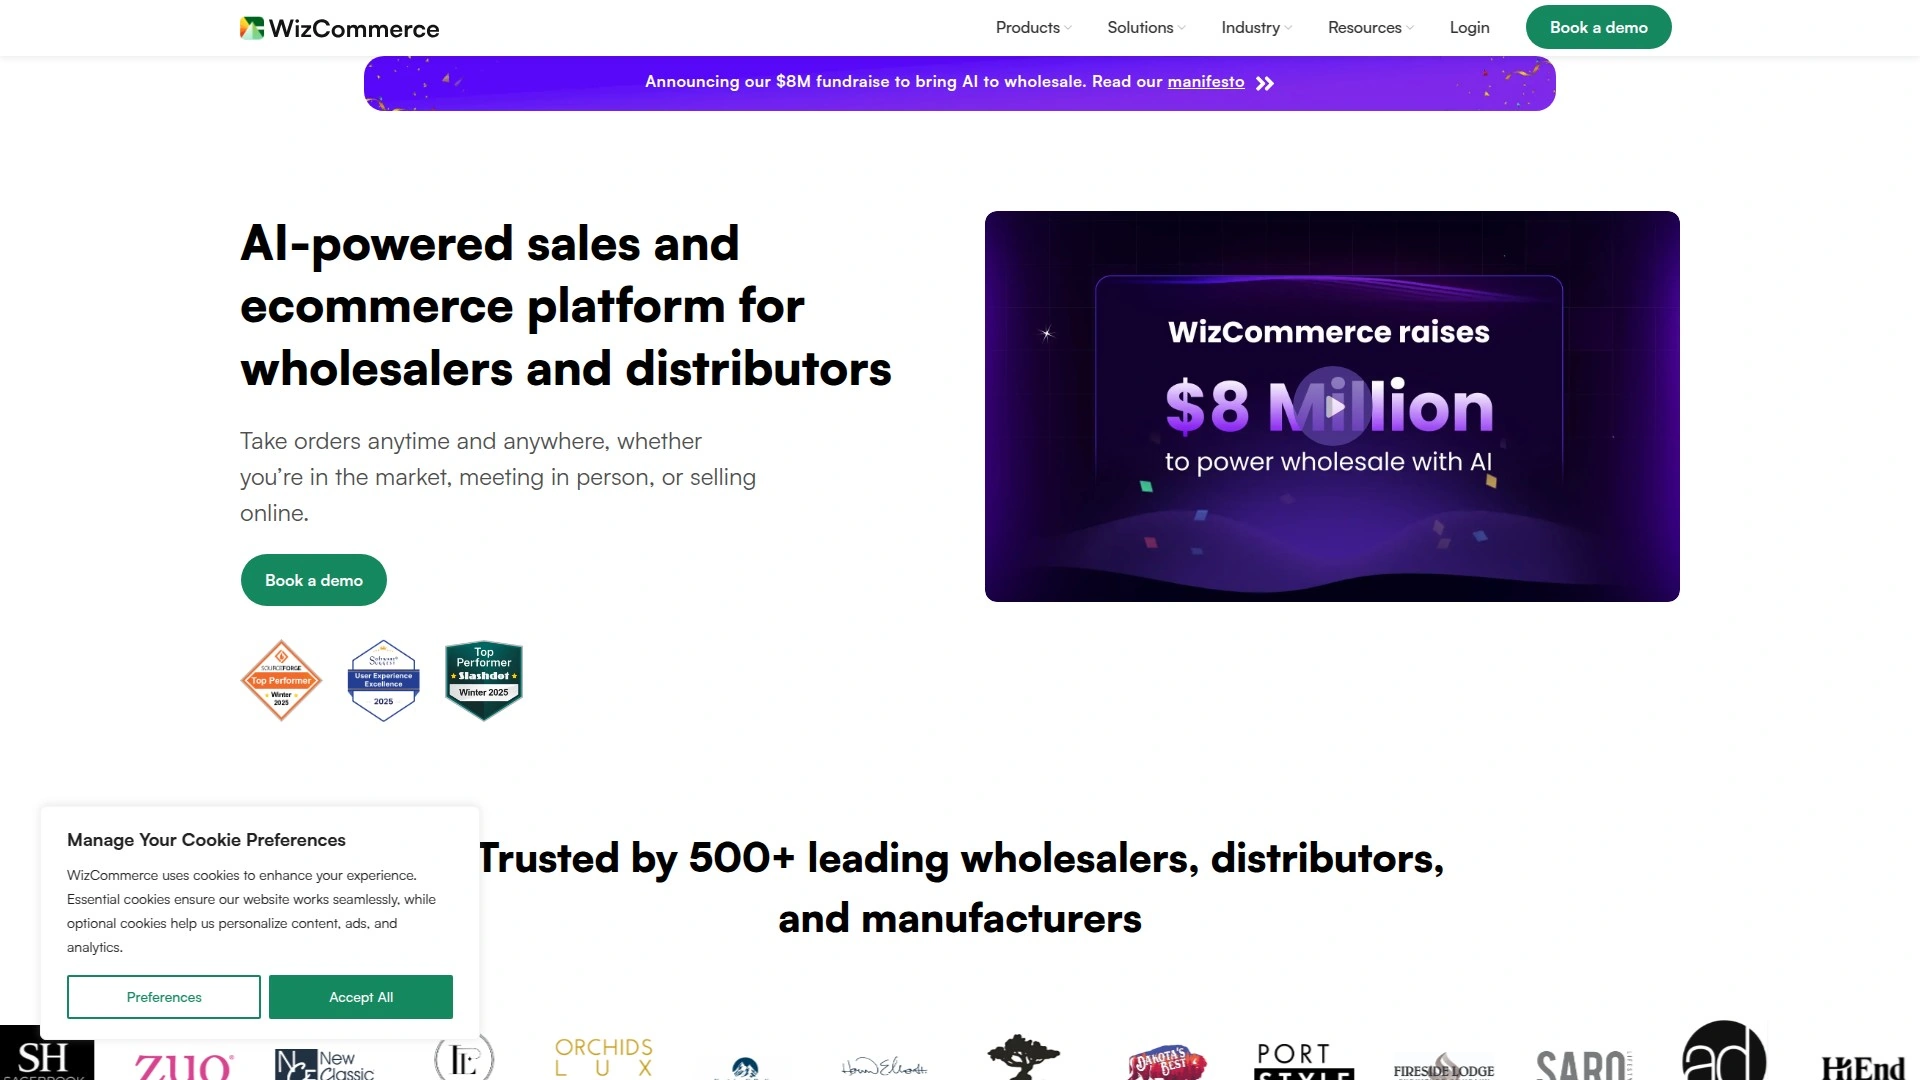 WizCommerce
Products
Solutions
Industry
Resources
Login
Book a demo
Announcing our $8M fundraise to bring AI to wholesale. Read our manifesto
AI-powered sales and
ecommerce platform for
wholesalers and distributors
Take orders anytime and anywhere, whether
you're in the market, meeting in person, or selling
online.
Book a demo
WizCommerce raises
$8 Million
to power wholesale with AI
SOURCEFORGE
Top Performer
Winter
2025
User Experience
Excellence
2025
Top
Performer
Slashdot
Winter 2025
Trusted by 500+ leading wholesalers, distributors,
and manufacturers
Manage Your Cookie Preferences
WizCommerce uses cookies to enhance your experience.
Essential cookies ensure our website works seamlessly, while
optional cookies help us personalize content, ads, and
analytics.
Preferences
Accept All
SH
ZUO
NCF
New
Classic
ORCHIDS
LUX
DAKOTA'S
BEST
PORT
STYLE
FIRESIDE LODGE
SARO
ad
HiEnd